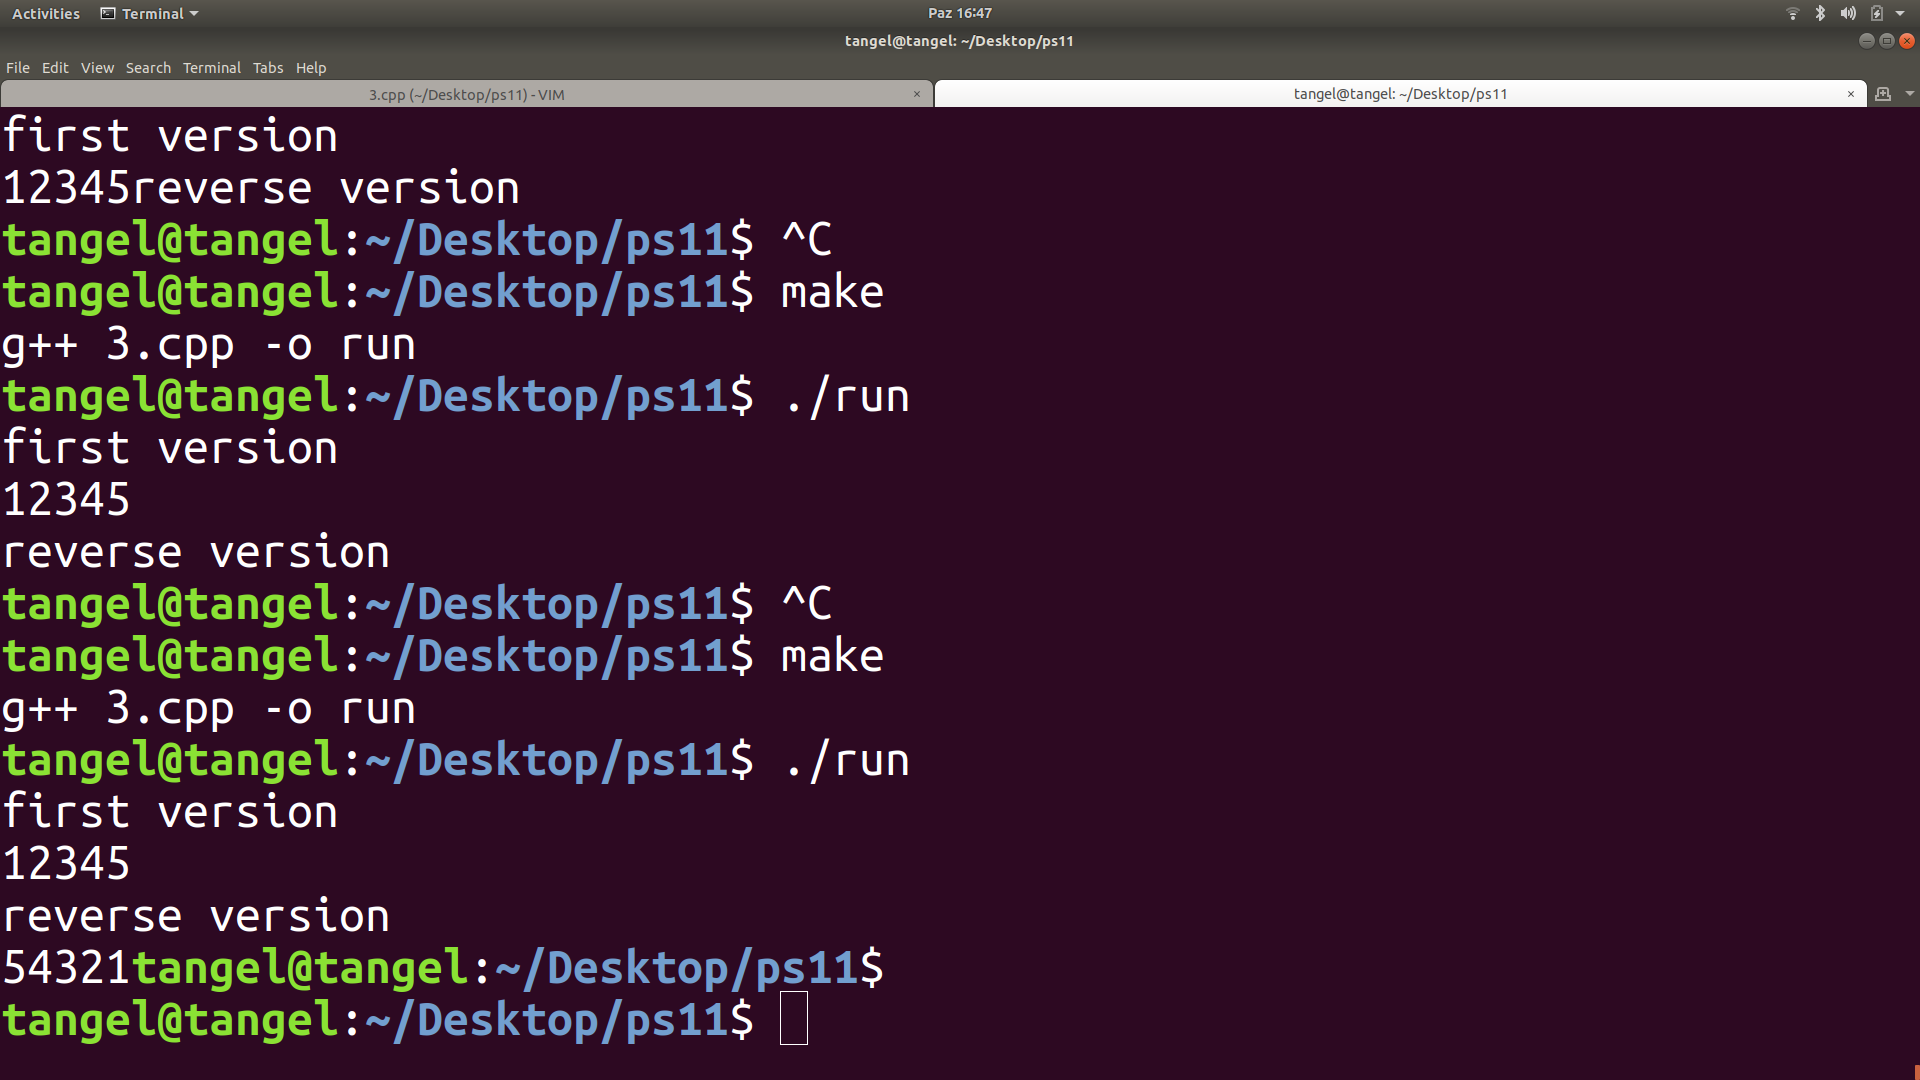 Activities Terminal Paz 16:47
tangel@tangel: ~/Desktop/ps11
File Edit View Search Terminal Tabs Help
3.cpp (~/Desktop/ps11) - VIM × tangel@tangel: ~/Desktop/ps11 ×
first version
12345reverse version
tangel@tangel:~/Desktop/ps11$ ^C
tangel@tangel:~/Desktop/ps11$ make
g++ 3.cpp -o run
tangel@tangel:~/Desktop/ps11$ ./run
first version
12345
reverse version
tangel@tangel:~/Desktop/ps11$ ^C
tangel@tangel:~/Desktop/ps11$ make
g++ 3.cpp -o run
tangel@tangel:~/Desktop/ps11$ ./run
first version
12345
reverse version
54321tangel@tangel:~/Desktop/ps11$
tangel@tangel:~/Desktop/ps11$